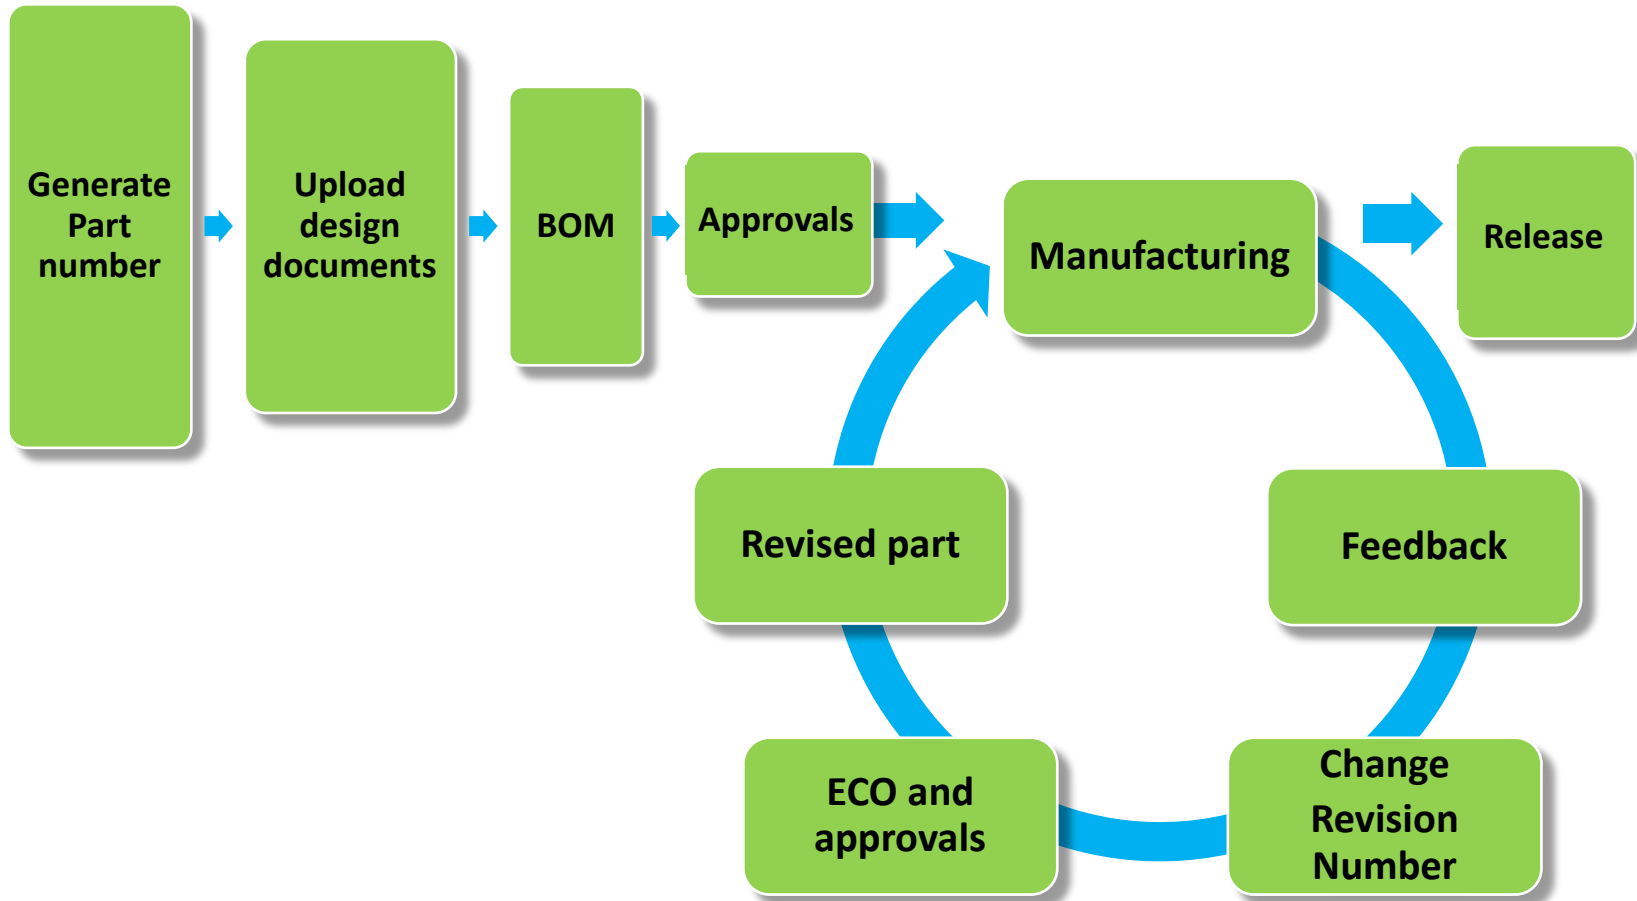 Generate
Part
number
Upload
design
documents
BOM
Approvals
Manufacturing
Release
Revised part
Feedback
ECO and
approvals
Change
Revision
Number